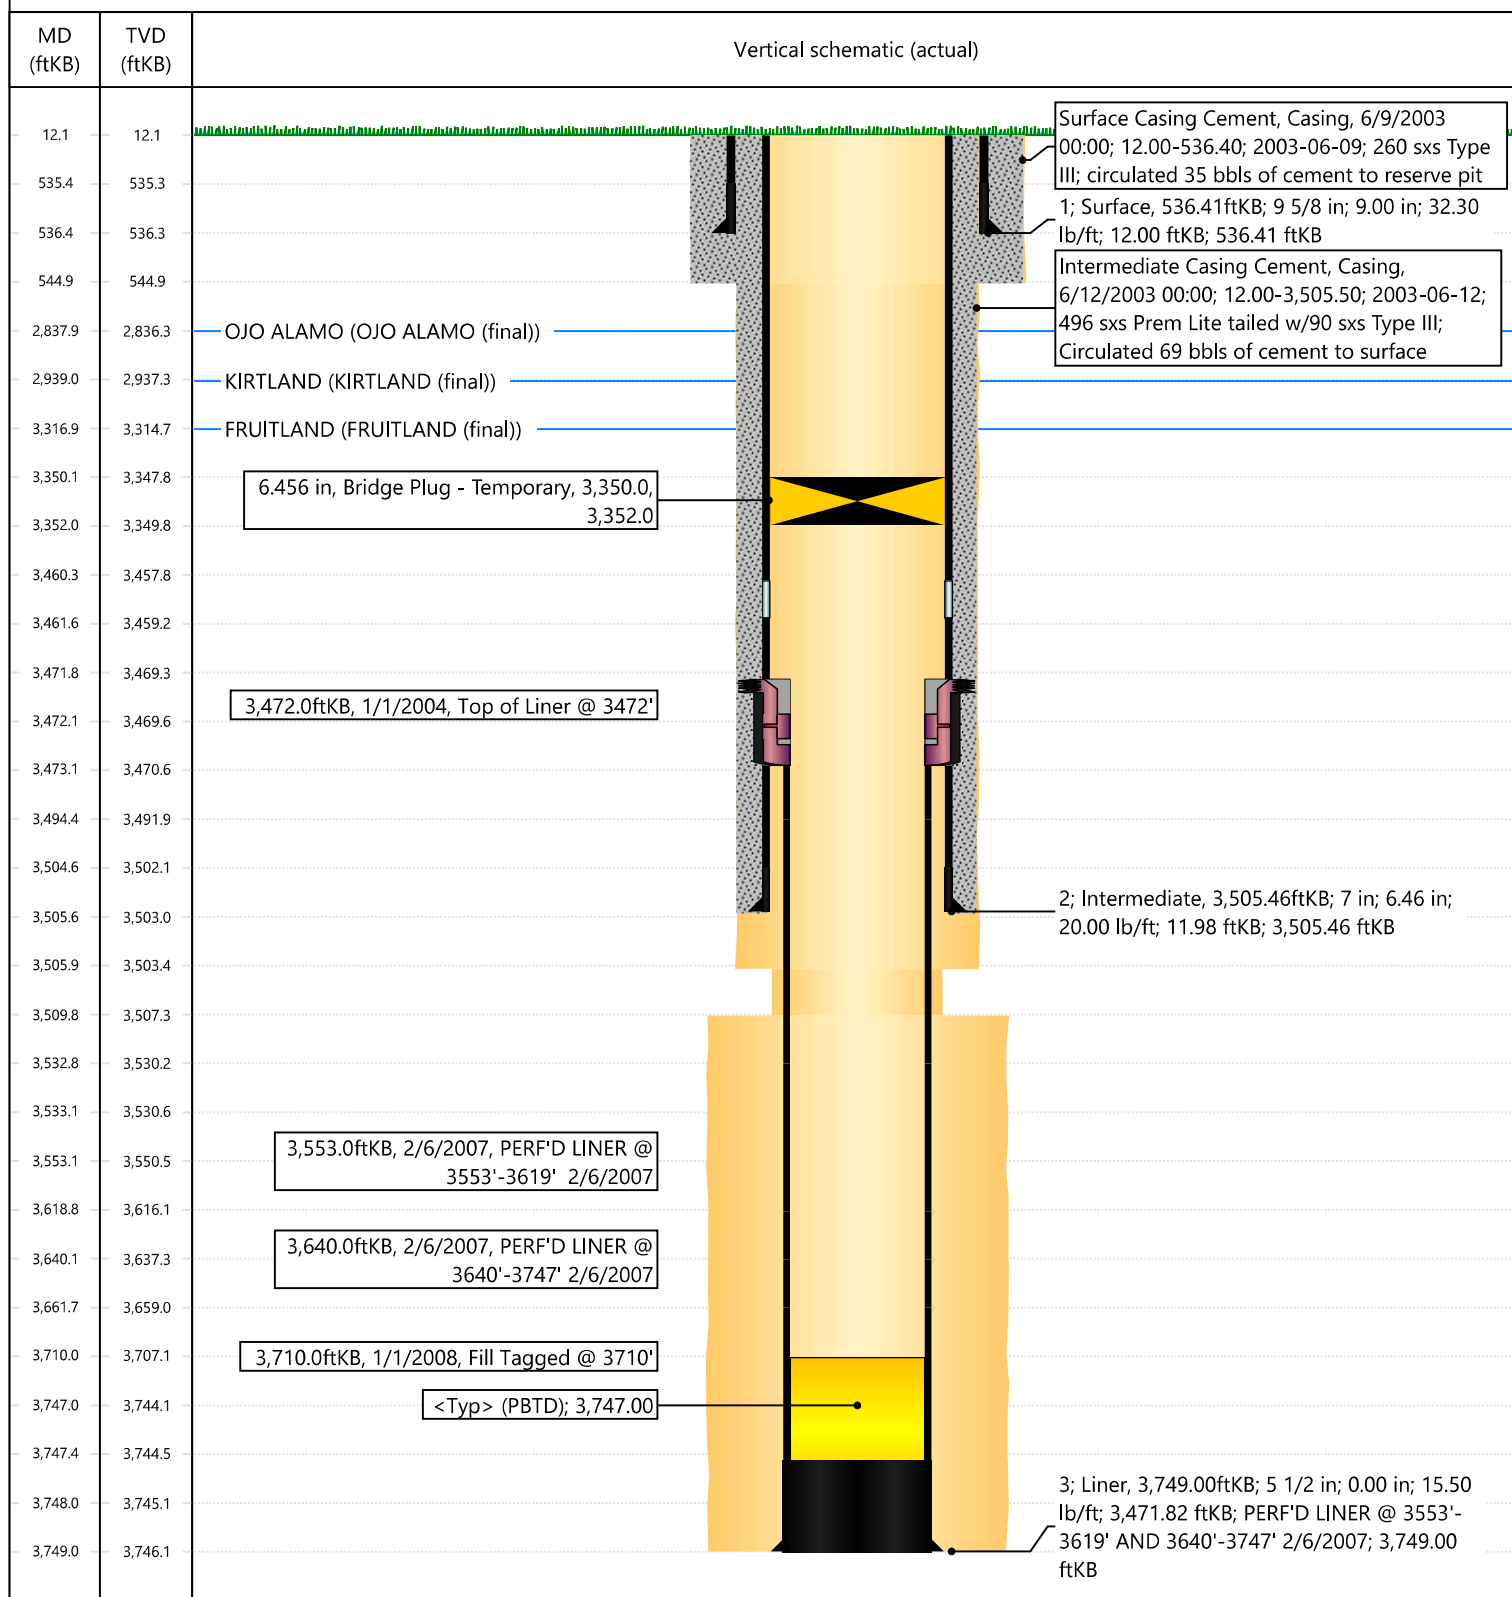 MD
(ftKB)
TVD
(ftKB)
Vertical schematic (actual)
12.1 12.1
535.4 535.3
536.4 536.3
544.9 544.9
2,837.9 2,836.3
2,939.0 2,937.3
3,316.9 3,314.7
3,350.1 3,347.8
3,352.0 3,349.8
3,460.3 3,457.8
3,461.6 3,459.2
3,471.8 3,469.3
3,472.1 3,469.6
3,473.1 3,470.6
3,494.4 3,491.9
3,504.6 3,502.1
3,505.6 3,503.0
3,505.9 3,503.4
3,509.8 3,507.3
3,532.8 3,530.2
3,533.1 3,530.6
3,553.1 3,550.5
3,618.8 3,616.1
3,640.1 3,637.3
3,661.7 3,659.0
3,710.0 3,707.1
3,747.0 3,744.1
3,747.4 3,744.5
3,748.0 3,745.1
3,749.0 3,746.1
Surface Casing Cement, Casing, 6/9/2003
00:00; 12.00-536.40; 2003-06-09; 260 sxs Type
III; circulated 35 bbls of cement to reserve pit
1; Surface, 536.41ftKB; 9 5/8 in; 9.00 in; 32.30
lb/ft; 12.00 ftKB; 536.41 ftKB
Intermediate Casing Cement, Casing,
6/12/2003 00:00; 12.00-3,505.50; 2003-06-12;
496 sxs Prem Lite tailed w/90 sxs Type III;
Circulated 69 bbls of cement to surface
OJO ALAMO (OJO ALAMO (final))
KIRTLAND (KIRTLAND (final))
FRUITLAND (FRUITLAND (final))
6.456 in, Bridge Plug - Temporary, 3,350.0,
3,352.0
3,472.0ftKB, 1/1/2004, Top of Liner @ 3472'
2; Intermediate, 3,505.46ftKB; 7 in; 6.46 in;
20.00 lb/ft; 11.98 ftKB; 3,505.46 ftKB
3,553.0ftKB, 2/6/2007, PERF'D LINER @
3553'-3619' 2/6/2007
3,640.0ftKB, 2/6/2007, PERF'D LINER @
3640'-3747' 2/6/2007
3,710.0ftKB, 1/1/2008, Fill Tagged @ 3710'
<Typ> (PBTD); 3,747.00
3; Liner, 3,749.00ftKB; 5 1/2 in; 0.00 in; 15.50
lb/ft; 3,471.82 ftKB; PERF'D LINER @ 3553'-
3619' AND 3640'-3747' 2/6/2007; 3,749.00
ftKB